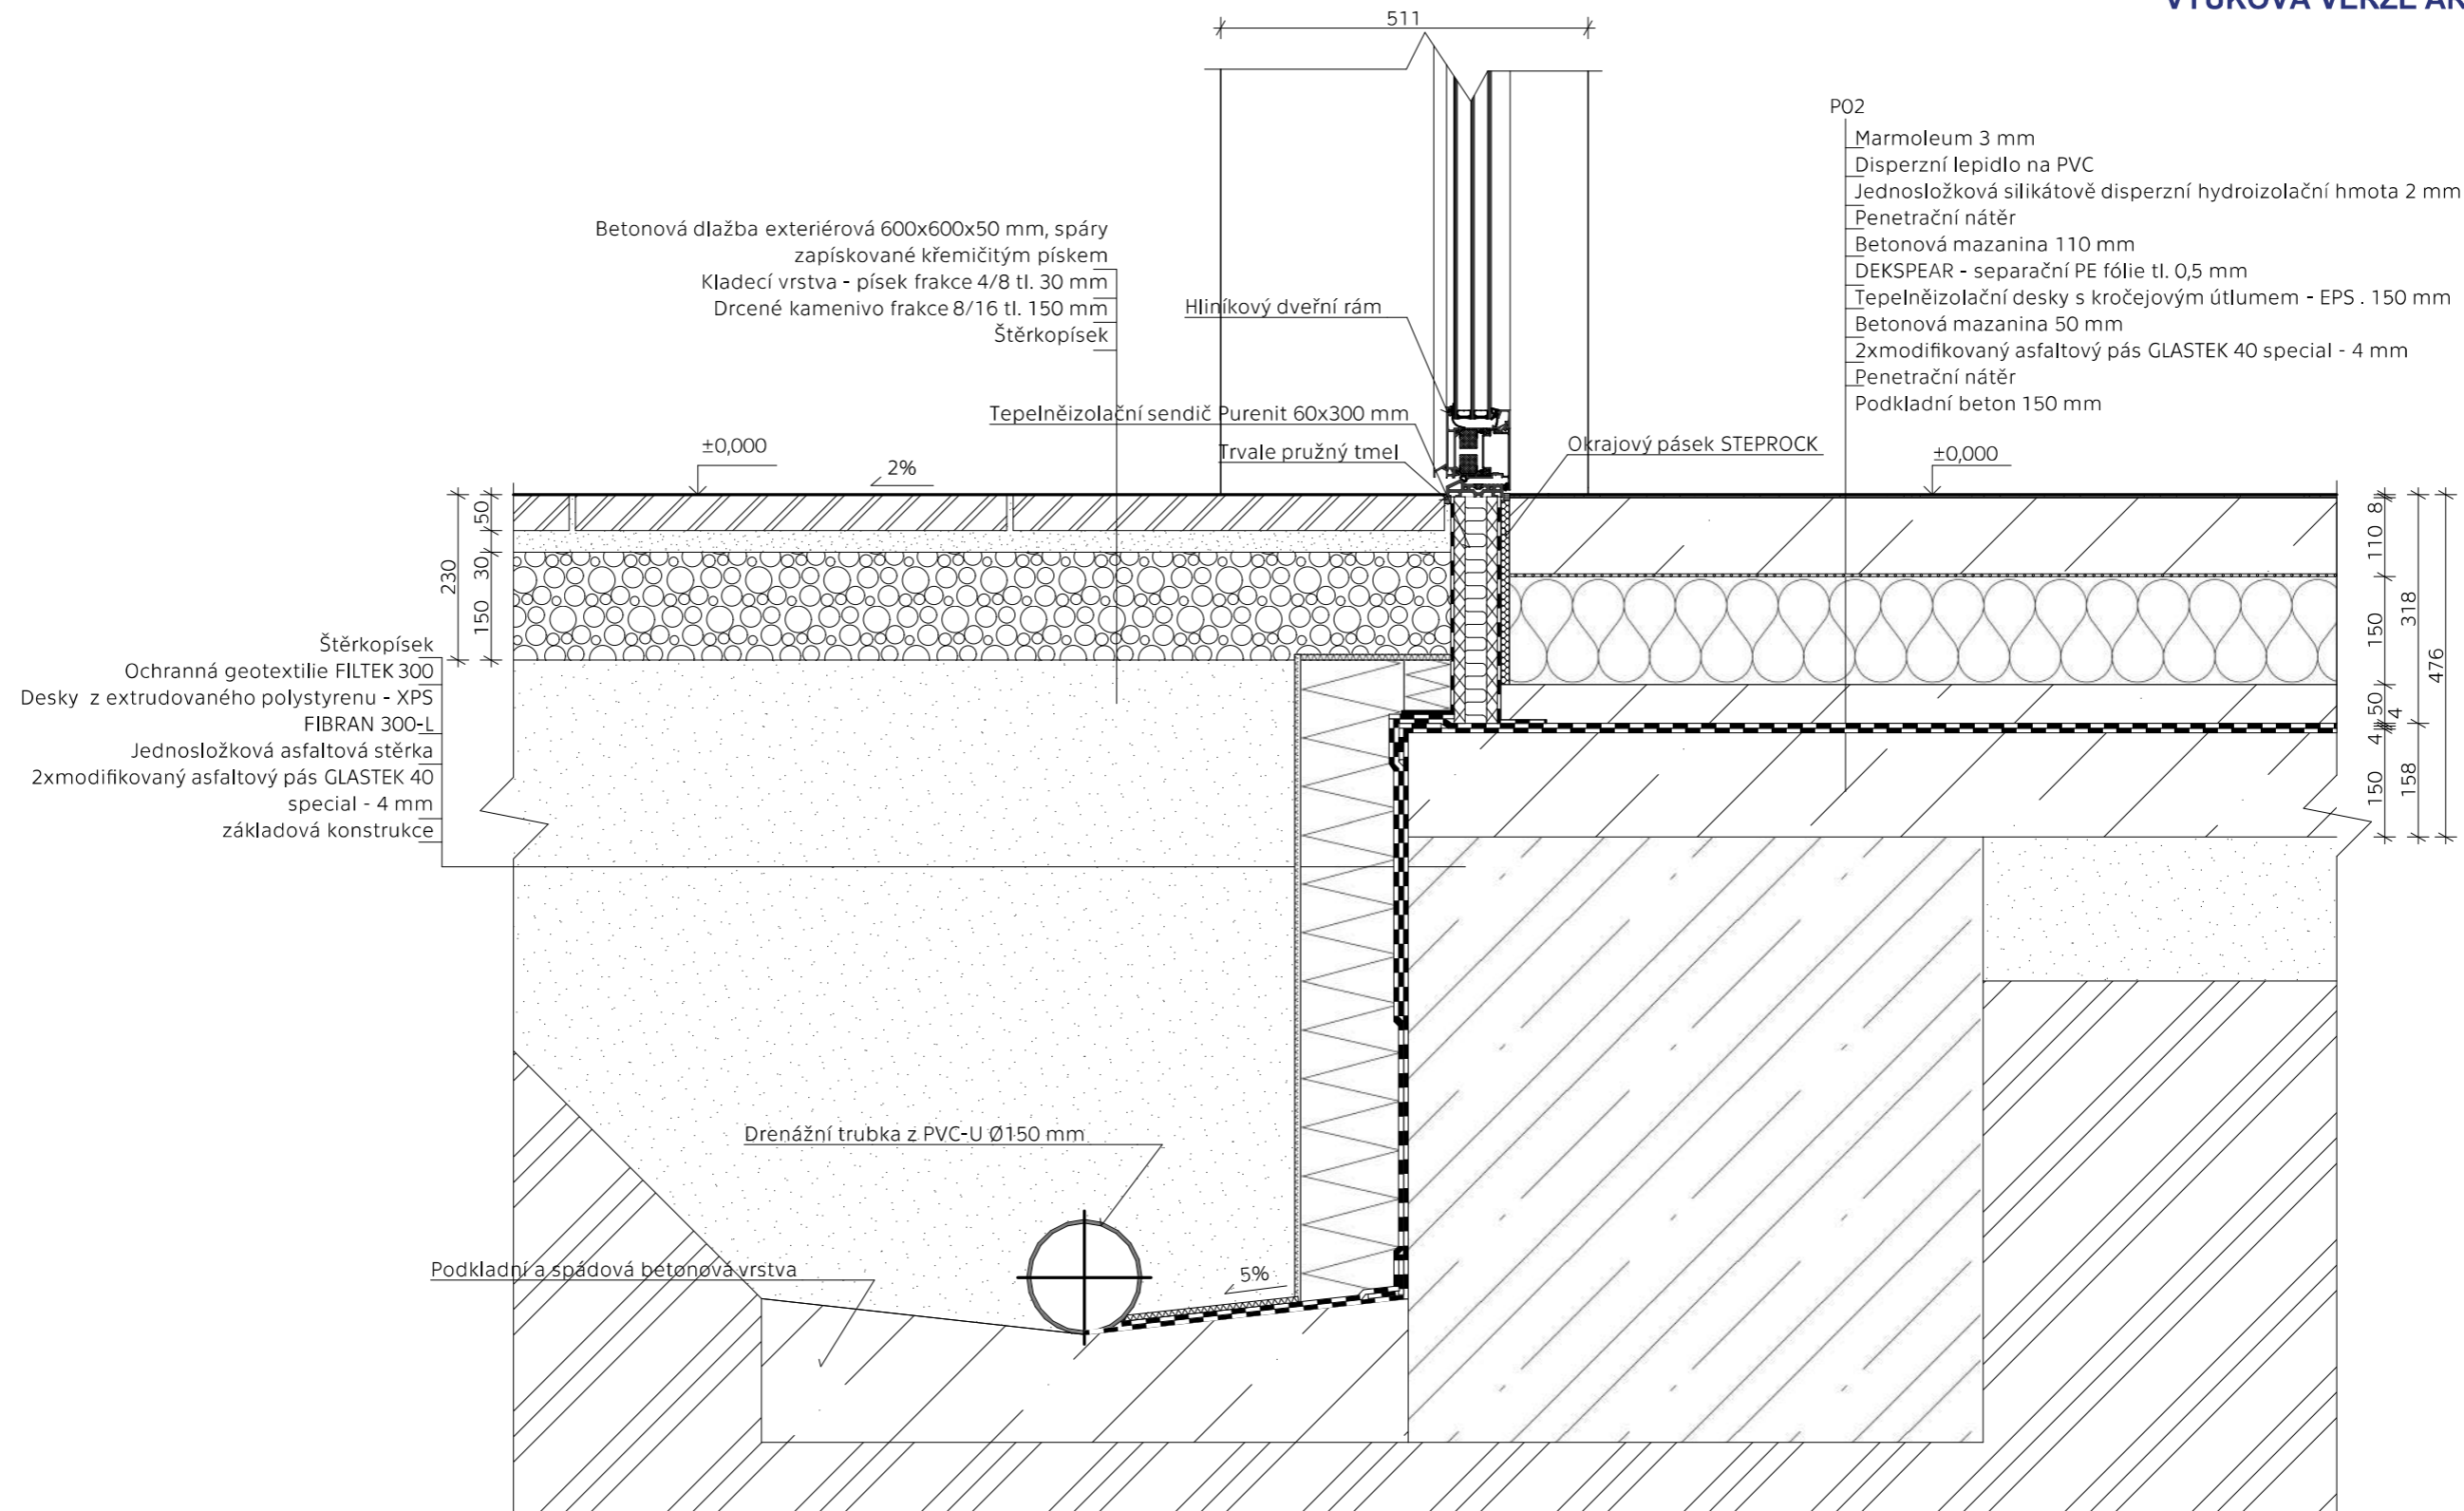 511
P02
Marmoleum 3 mm
Disperzní lepidlo na PVC
Jednosložková silikátově disperzní hydroizolační hmota 2 mm
Penetrační nátěr
Betonová mazanina 110 mm
DEKSPEAR - separační PE fólie tl. 0,5 mm
Tepelněizolační desky s kročejovým útlumem - EPS . 150 mm
Betonová mazanina 50 mm
2xmodifikovaný asfaltový pás GLASTEK 40 special - 4 mm
Penetrační nátěr
Podkladní beton 150 mm
Betonová dlažba exteriérová 600x600x50 mm, spáry
zapískované křemičitým pískem
Kladecí vrstva - písek frakce 4/8 tl. 30 mm
Drcené kamenivo frakce 8/16 tl. 150 mm
Štěrkopísek
Hliníkový dveřní rám
Tepelněizolační sendič Purenit 60x300 mm
Trvale pružný tmel
Okrajový pásek STEPROCK
±0,000
2%
±0,000
230
50
30
150
8
110
150
50
4
4
150
318
158
476
Štěrkopísek
Ochranná geotextilie FILTEK 300
Desky z extrudovaného polystyrenu - XPS
FIBRAN 300-L
Jednosložková asfaltová stěrka
2xmodifikovaný asfaltový pás GLASTEK 40
special - 4 mm
základová konstrukce
Drenážní trubka z PVC-U Ø150 mm
Podkladní a spádová betonová vrstva
5%